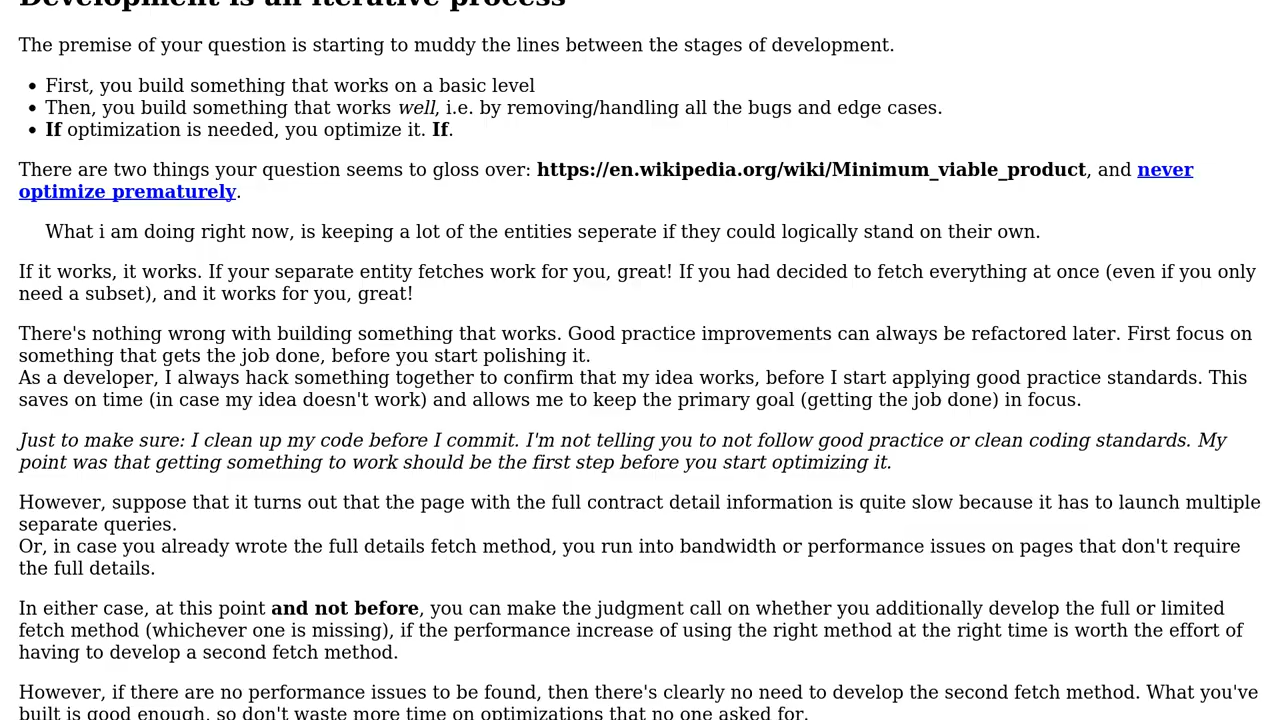 Development is an iterative process
The premise of your question is starting to muddy the lines between the stages of development.
• First, you build something that works on a basic level
• Then, you build something that works well, i.e. by removing/handling all the bugs and edge cases.
• If optimization is needed, you optimize it. If.
There are two things your question seems to gloss over: https://en.wikipedia.org/wiki/Minimum_viable_product, and never
optimize prematurely.
What i am doing right now, is keeping a lot of the entities seperate if they could logically stand on their own.
If it works, it works. If your separate entity fetches work for you, great! If you had decided to fetch everything at once (even if you only
need a subset), and it works for you, great!
There's nothing wrong with building something that works. Good practice improvements can always be refactored later. First focus on
something that gets the job done, before you start polishing it.
As a developer, I always hack something together to confirm that my idea works, before I start applying good practice standards. This
saves on time (in case my idea doesn't work) and allows me to keep the primary goal (getting the job done) in focus.
Just to make sure: I clean up my code before I commit. I'm not telling you to not follow good practice or clean coding standards. My
point was that getting something to work should be the first step before you start optimizing it.
However, suppose that it turns out that the page with the full contract detail information is quite slow because it has to launch multiple
separate queries.
Or, in case you already wrote the full details fetch method, you run into bandwidth or performance issues on pages that don't require
the full details.
In either case, at this point and not before, you can make the judgment call on whether you additionally develop the full or limited
fetch method (whichever one is missing), if the performance increase of using the right method at the right time is worth the effort of
having to develop a second fetch method.
However, if there are no performance issues to be found, then there's clearly no need to develop the second fetch method. What you've
built is good enough, so don't waste more time on optimizations that no one asked for.